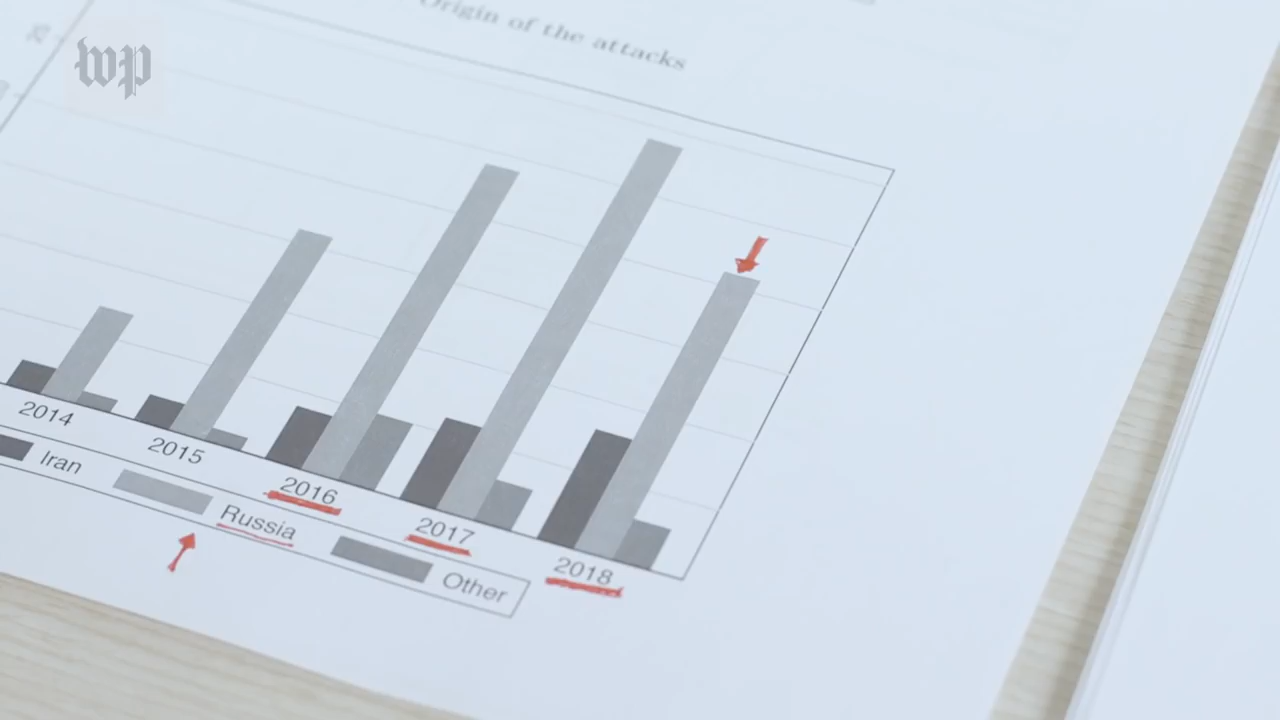 Origin of the attacks
wp
2014
2015
2016
2017
2018
Iran
Russia
Other